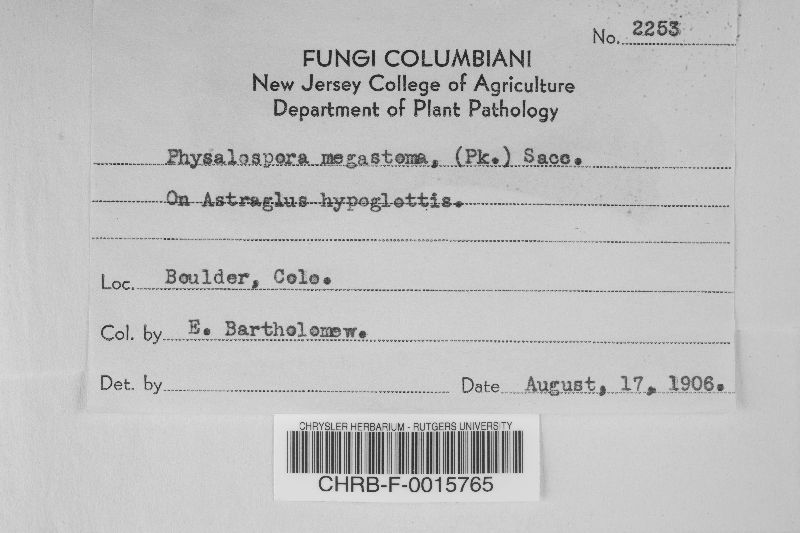 No. 2253
FUNGI COLUMBIANI
New Jersey College of Agriculture
Department of Plant Pathology
Physalospora megastoma, (Pk.) Sacc.
On Astraglus hypoglottis.
Loc. Boulder, Colo.
Col. by E. Bartholomew.
Det. by Date August, 17, 1906.
CHRYSLER HERBARIUM - RUTGERS UNIVERSITY
CHRB-F-0015765